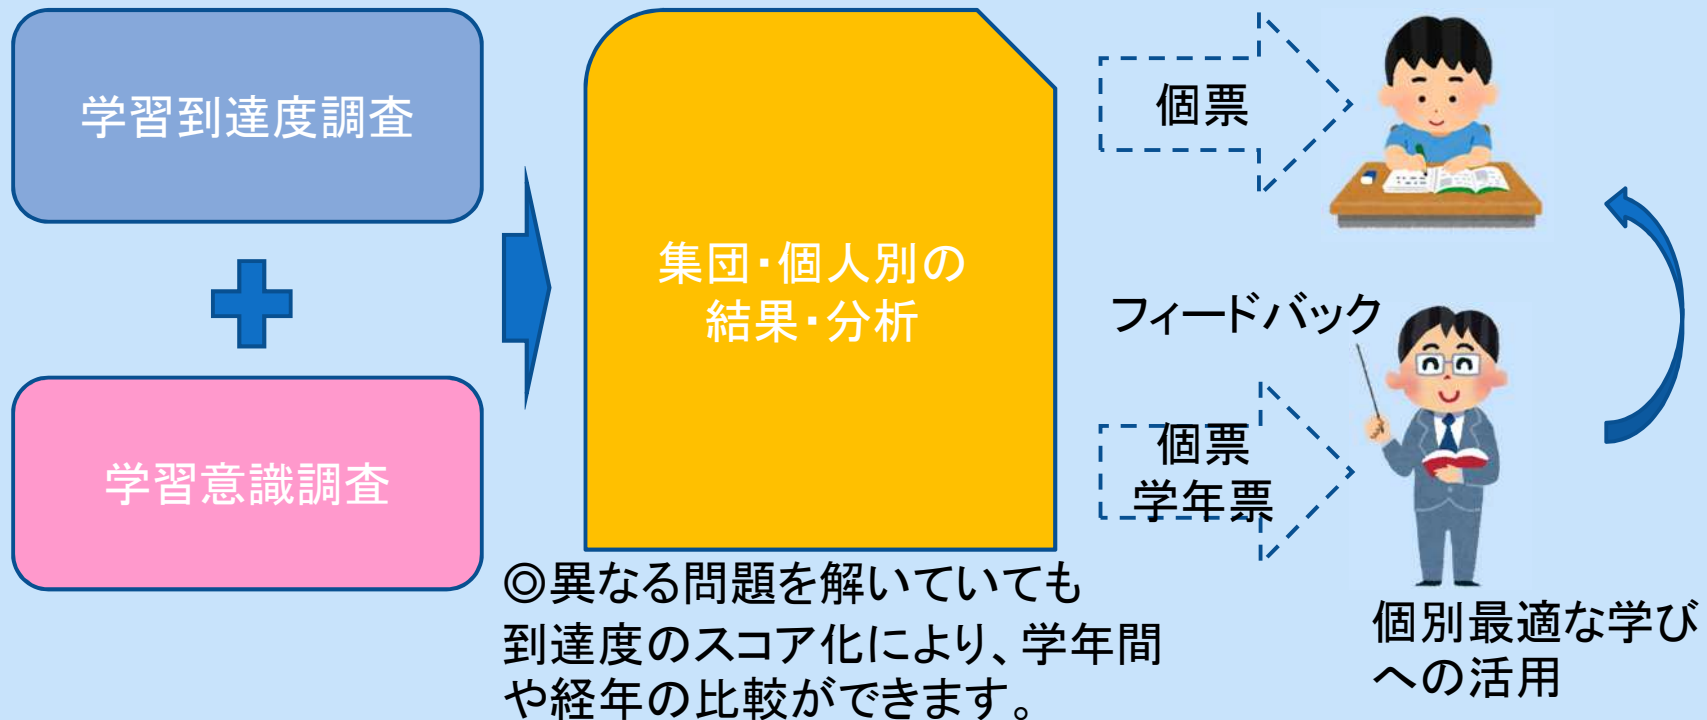 学習到達度調査
学習意識調査
集団・個人別の
結果・分析
◎異なる問題を解いていても
到達度のスコア化により、学年間
や経年の比較ができます。
個票
フィードバック
個票
学年票
個別最適な学び
への活用